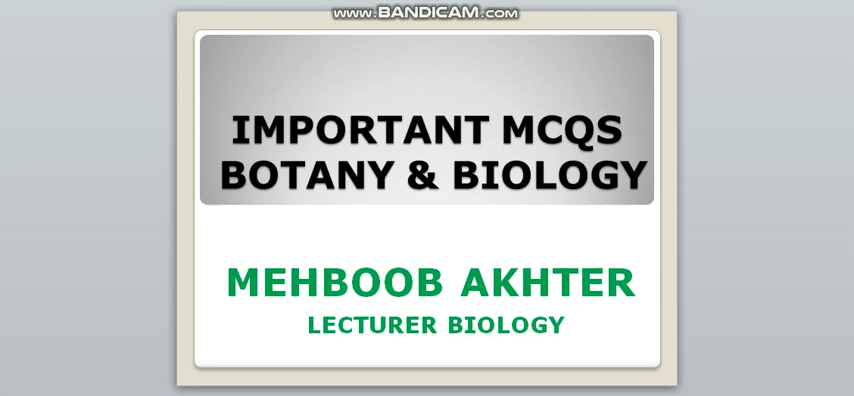 www.BANDICAM.com
IMPORTANT MCQS
BOTANY & BIOLOGY
MEHBOOB AKHTER
LECTURER BIOLOGY